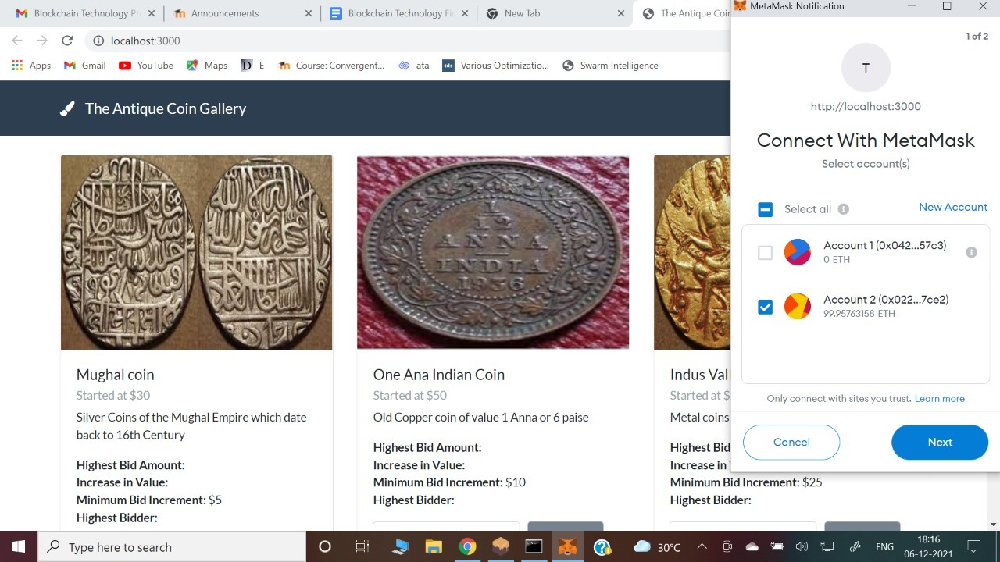 Blockchain Technology Pr
Announcements
Blockchain Technology Fi
New Tab
The Antique Coin
MetaMask Notification
localhost:3000
Apps
Gmail
YouTube
Maps
D
E
Course: Convergent...
ata
tds
Various Optimizatio...
Swarm Intelligence
1 of 2
T
http://localhost:3000
Connect With MetaMask
Select account(s)
Select all
New Account
Account 1 (0x042...57c3)
0 ETH
Account 2 (0x022...7ce2)
99.95763158 ETH
Only connect with sites you trust. Learn more
Cancel
Next
The Antique Coin Gallery
Mughal coin
Started at $30
Silver Coins of the Mughal Empire which date
back to 16th Century
Highest Bid Amount:
Increase in Value:
Minimum Bid Increment: $5
Highest Bidder:
1/12
ANNA
INDIA
1936
One Ana Indian Coin
Started at $50
Old Copper coin of value 1 Anna or 6 paise
Highest Bid Amount:
Increase in Value:
Minimum Bid Increment: $10
Highest Bidder:
Indus Vall
Started at $
Metal coins
Highest Bid
Increase in
Minimum Bid Increment: $25
Highest Bidder:
Type here to search
30°C
ENG
18:16
06-12-2021